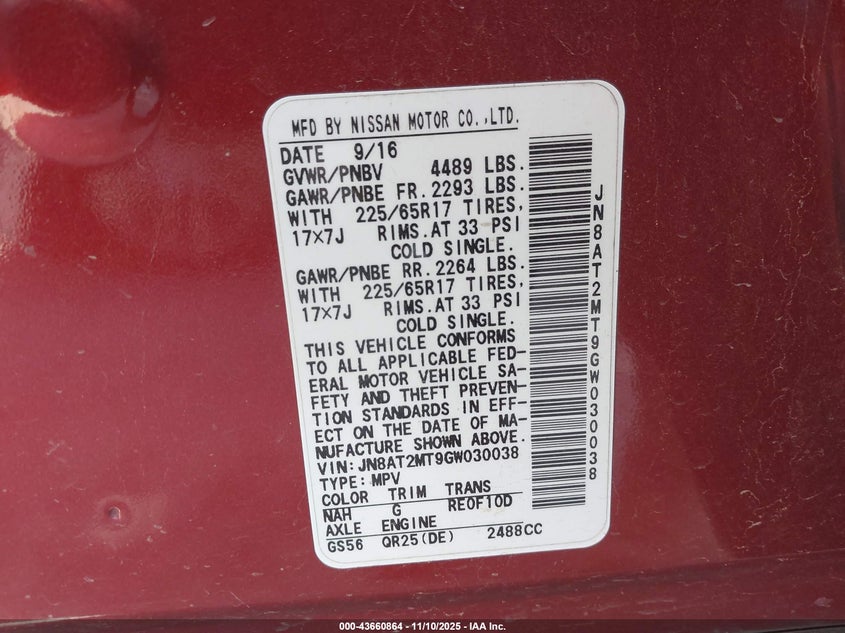 MFD BY NISSAN MOTOR CO.,LTD.
DATE 9/16
GVWR/PNBV 4489 LBS.
GAWR/PNBE FR. 2293 LBS.
WITH 225/65R17 TIRES,
17×7J RIMS. AT 33 PSI
COLD SINGLE.
GAWR/PNBE RR. 2264 LBS.
WITH 225/65R17 TIRES,
17×7J RIMS. AT 33 PSI
COLD SINGLE.
THIS VEHICLE CONFORMS
TO ALL APPLICABLE FED-
ERAL MOTOR VEHICLE SA-
FETY AND THEFT PREVEN-
TION STANDARDS IN EFF-
ECT ON THE DATE OF MA-
NUFACTURE SHOWN ABOVE.
VIN: JN8AT2MT9GW030038
TYPE: MPV
COLOR TRIM TRANS
NAH G RE0F10D
AXLE ENGINE
GS56 QR25(DE) 2488CC
JN8AT2MT9GW030038
000-43660864 — 11/10/2025 — IAA Inc.